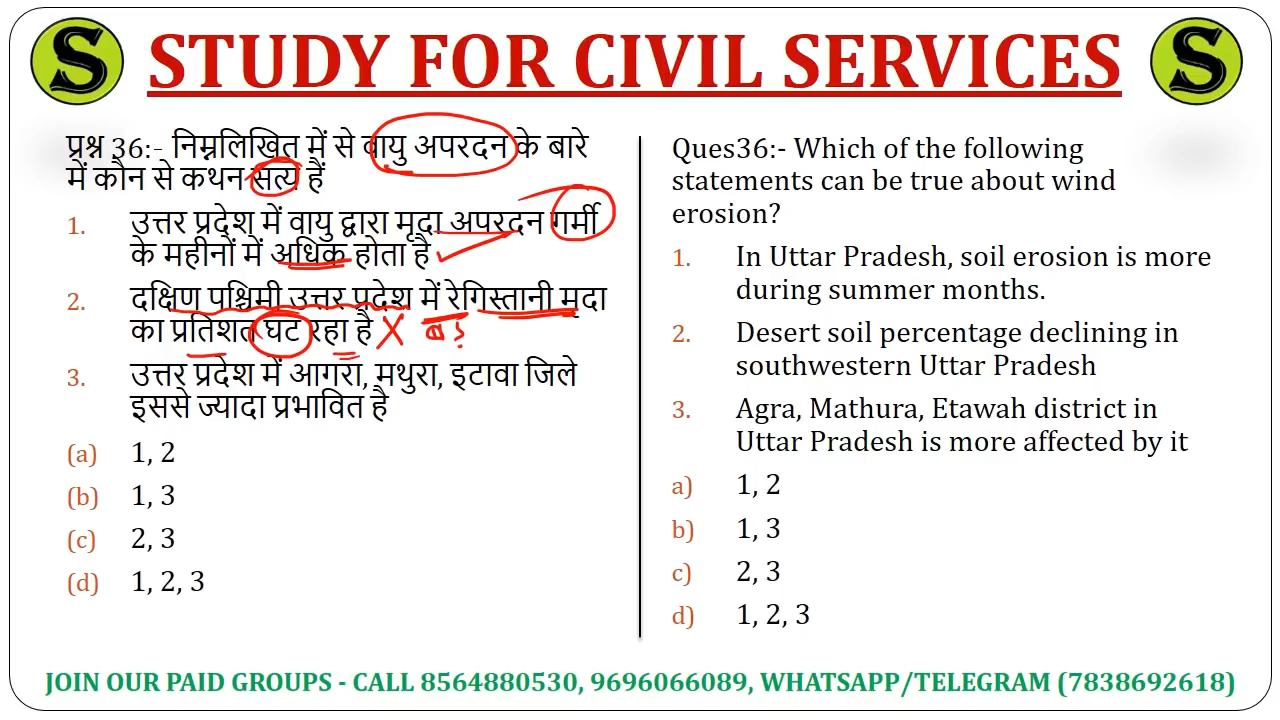 S STUDY FOR CIVIL SERVICES S
प्रश्न 36:- निम्नलिखित में से वायु अपरदन के बारे
में कौन से कथन सत्य हैं
1. उत्तर प्रदेश में वायु द्वारा मृदा अपरदन गर्मी
के महीनों में अधिक होता है
2. दक्षिण पश्चिमी उत्तर प्रदेश में रेगिस्तानी मृदा
का प्रतिशत घट रहा है
3. उत्तर प्रदेश में आगरा, मथुरा, इटावा जिले
इससे ज्यादा प्रभावित है
(a) 1, 2
(b) 1, 3
(c) 2, 3
(d) 1, 2, 3
Ques36:- Which of the following
statements can be true about wind
erosion?
1. In Uttar Pradesh, soil erosion is more
during summer months.
2. Desert soil percentage declining in
southwestern Uttar Pradesh
3. Agra, Mathura, Etawah district in
Uttar Pradesh is more affected by it
a) 1, 2
b) 1, 3
c) 2, 3
d) 1, 2, 3
JOIN OUR PAID GROUPS - CALL 8564880530, 9696066089, WHATSAPP/TELEGRAM (7838692618)